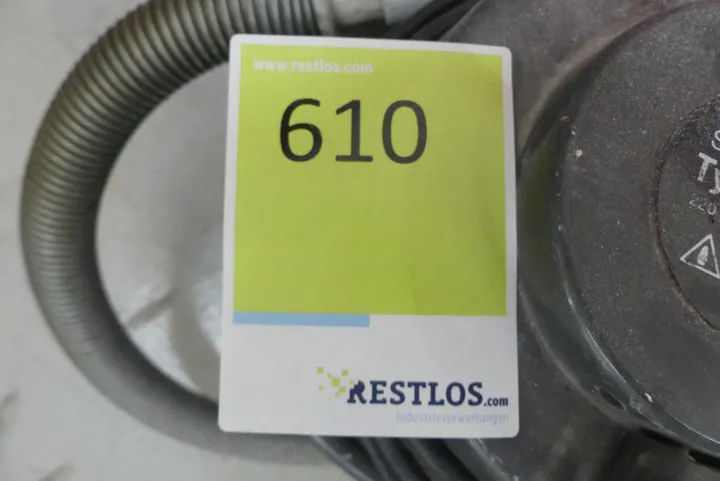 www.restlos.com
610
RESTLOS.com
Industrieverwertungen